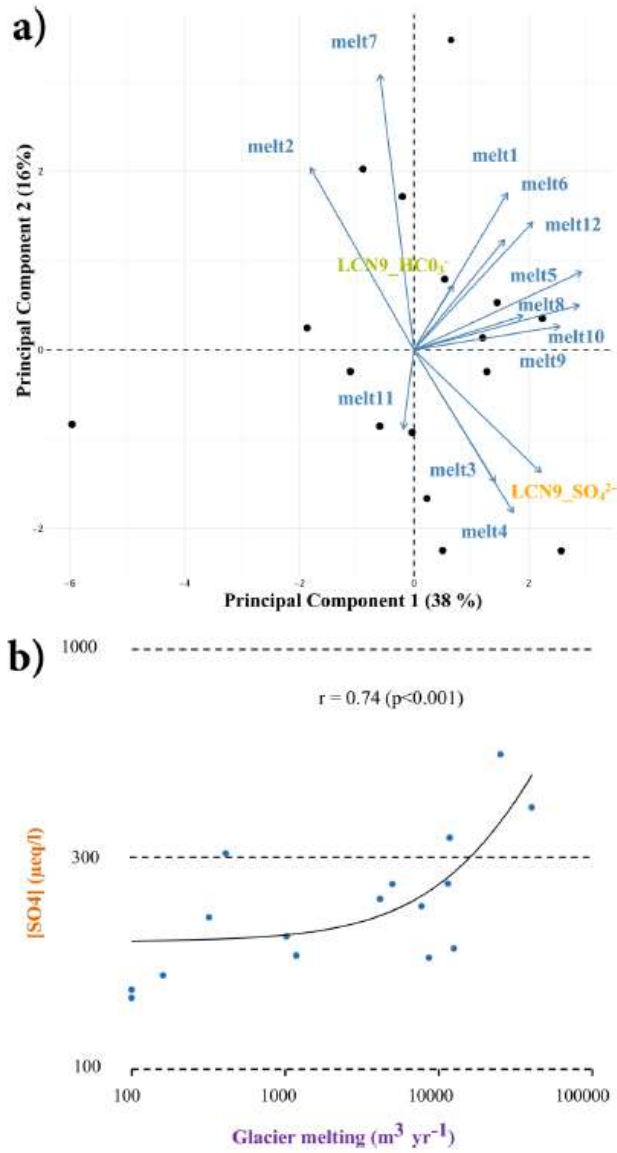 a)
melt7
melt2
melt1
melt6
melt12
LCN9_HC0₃⁻
melt5
melt8
melt10
melt9
melt11
melt3
LCN9_SO₄²⁻
melt4
Principal Component 2 (16%)
2
0
-2
-6
-4
-2
0
2
Principal Component 1 (38 %)
b)
1000
r = 0.74 (p<0.001)
[SO4] (µeq/l)
300
100
100
1000
10000
100000
Glacier melting (m³ yr⁻¹)